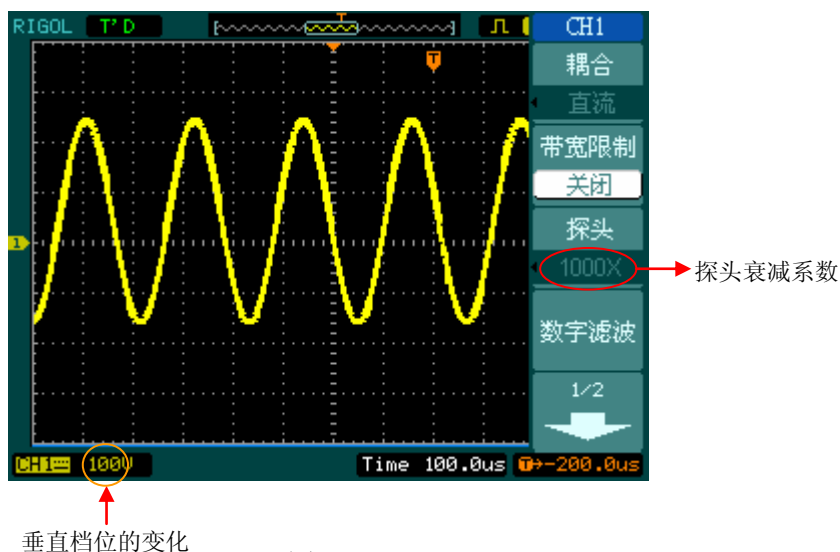 RIGOL T'D T CH1
T
耦合
直流
带宽限制
关闭
探头
1
1000X
探头衰减系数
数字滤波
1/2
CH1 100V Time 100.0us T→-200.0us
垂直档位的变化